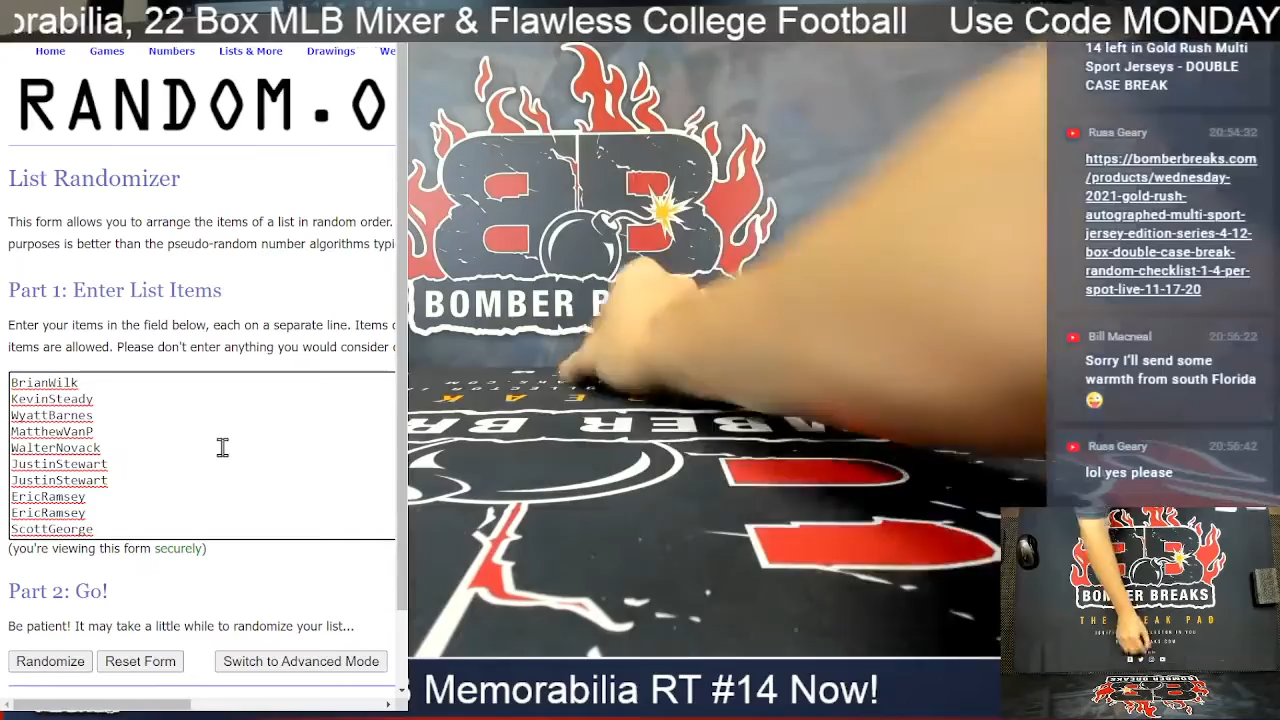 orabilia, 22 Box MLB Mixer & Flawless College Football Use Code MONDAY
Home Games Numbers Lists & More Drawings We
RANDOM.O
List Randomizer
This form allows you to arrange the items of a list in random order.
purposes is better than the pseudo-random number algorithms typi
Part 1: Enter List Items
Enter your items in the field below, each on a separate line. Items
items are allowed. Please don't enter anything you would consider
BrianWilk
KevinSteady
WyattBarnes
MatthewVanP
WalterNovack
JustinStewart
JustinStewart
EricRamsey
EricRamsey
ScottGeorge
(you're viewing this form securely)
Part 2: Go!
Be patient! It may take a little while to randomize your list...
Randomize Reset Form Switch to Advanced Mode
BB
BOMBER B
BOMBER BR
14 left in Gold Rush Multi
Sport Jerseys - DOUBLE
CASE BREAK
Russ Geary 20:54:32
https://bomberbreaks.com
/products/wednesday-
2021-gold-rush-
autographed-multi-sport-
jersey-edition-series-4-12-
box-double-case-break-
random-checklist-1-4-per-
spot-live-11-17-20
Bill Macneal 20:56:22
Sorry I'll send some
warmth from south Florida
Russ Geary 20:56:42
lol yes please
BOMBER BREAKS
THE BREAK PAD
BOMBER BREAKS
Memorabilia RT #14 Now!